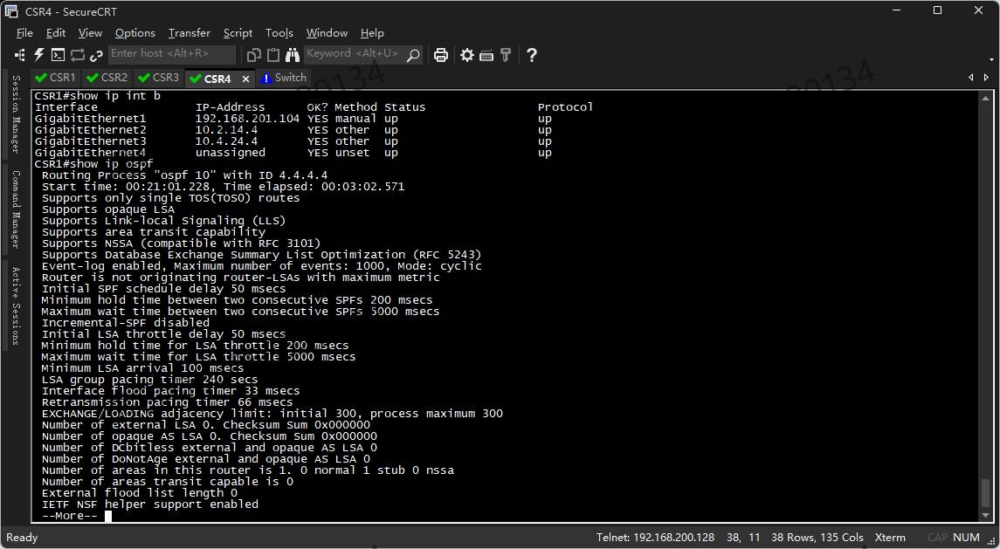 CSR4 - SecureCRT
File Edit View Options Transfer Script Tools Window Help
Enter host <Alt+R> Keyword <Alt+U>
CSR1 CSR2 CSR3 CSR4 Switch
Session Manager
Command Manager
Active Sessions
CSR1#show ip int b
Interface IP-Address OK? Method Status Protocol
GigabitEthernet1 192.168.201.104 YES manual up up
GigabitEthernet2 10.2.14.4 YES other up up
GigabitEthernet3 10.4.24.4 YES other up up
GigabitEthernet4 unassigned YES unset up up
CSR1#show ip ospf
Routing Process "ospf 10" with ID 4.4.4.4
Start time: 00:21:01.228, Time elapsed: 00:03:02.571
Supports only single TOS(TOS0) routes
Supports opaque LSA
Supports Link-local Signaling (LLS)
Supports area transit capability
Supports NSSA (compatible with RFC 3101)
Supports Database Exchange Summary List Optimization (RFC 5243)
Event-log enabled, Maximum number of events: 1000, Mode: cyclic
Router is not originating router-LSAs with maximum metric
Initial SPF schedule delay 50 msecs
Minimum hold time between two consecutive SPFs 200 msecs
Maximum wait time between two consecutive SPFs 5000 msecs
Incremental-SPF disabled
Initial LSA throttle delay 50 msecs
Minimum hold time for LSA throttle 200 msecs
Maximum wait time for LSA throttle 5000 msecs
Minimum LSA arrival 100 msecs
LSA group pacing timer 240 secs
Interface flood pacing timer 33 msecs
Retransmission pacing timer 66 msecs
EXCHANGE/LOADING adjacency limit: initial 300, process maximum 300
Number of external LSA 0. Checksum Sum 0x000000
Number of opaque AS LSA 0. Checksum Sum 0x000000
Number of DCbitless external and opaque AS LSA 0
Number of DoNotAge external and opaque AS LSA 0
Number of areas in this router is 1. 0 normal 1 stub 0 nssa
Number of areas transit capable is 0
External flood list length 0
IETF NSF helper support enabled
--More--
Ready Telnet: 192.168.200.128 38, 11 38 Rows, 135 Cols Xterm CAP NUM